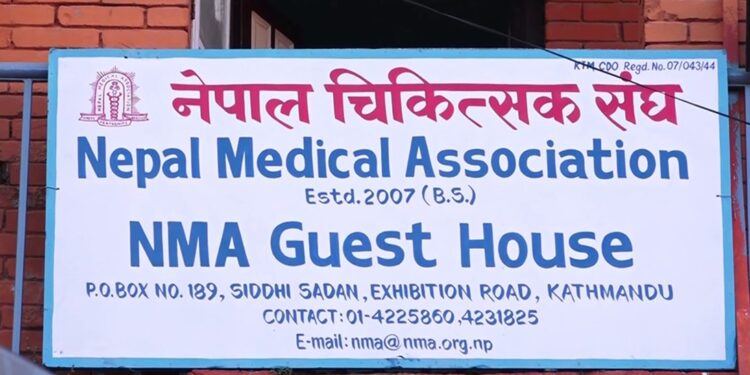 KTM.CDO Regd.No.07/043/44
नेपाल चिकित्सक संघ
Nepal Medical Association
Estd.2007 (B.S.)
NMA Guest House
P.O.BOX NO. 189, SIDDHI SADAN, EXHIBITION ROAD, KATHMANDU
CONTACT: 01-4225860, 4231825
E-mail: nma@nma.org.np